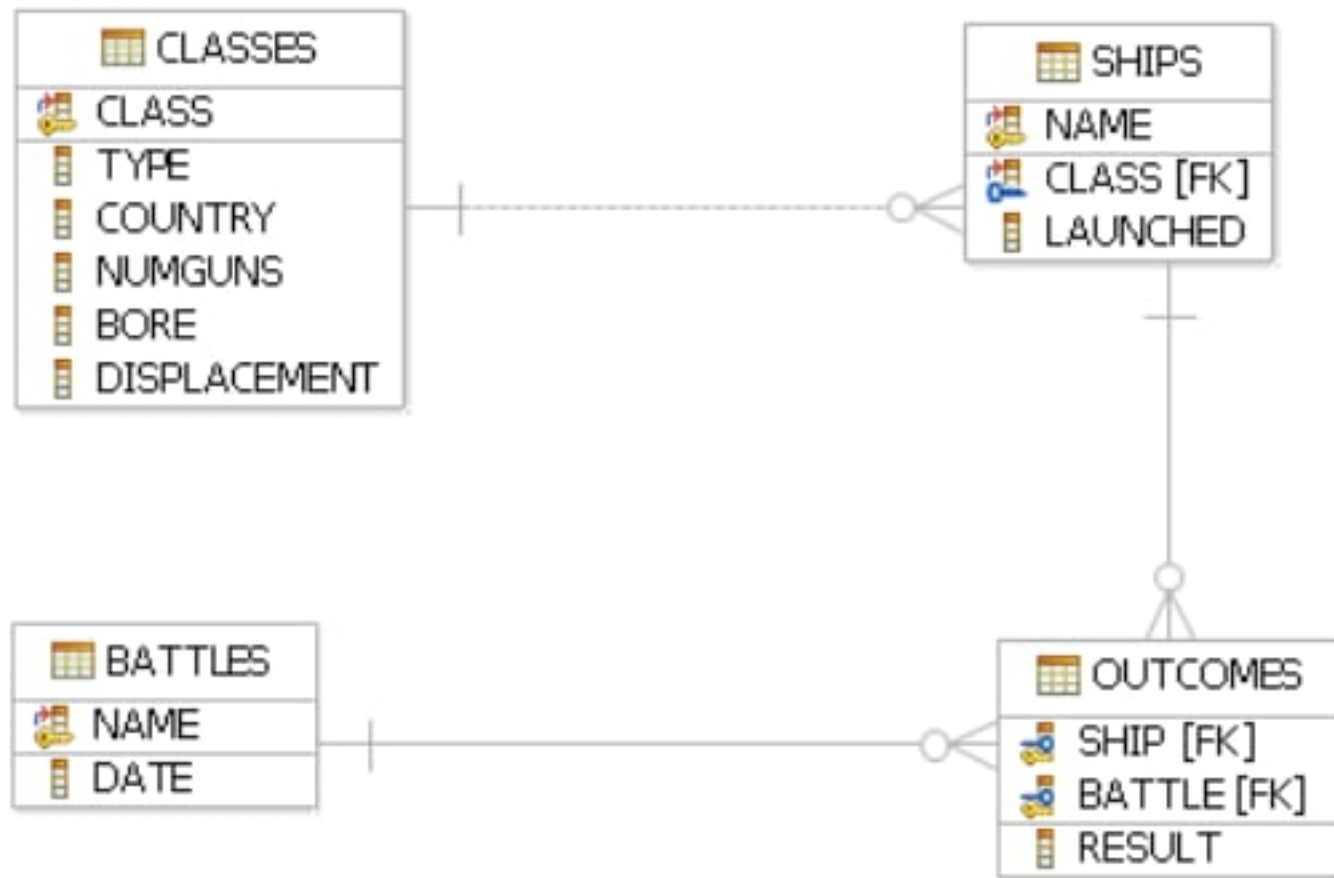 CLASSES
CLASS
TYPE
COUNTRY
NUMGUNS
BORE
DISPLACEMENT
SHIPS
NAME
CLASS [FK]
LAUNCHED
BATTLES
NAME
DATE
OUTCOMES
SHIP [FK]
BATTLE [FK]
RESULT